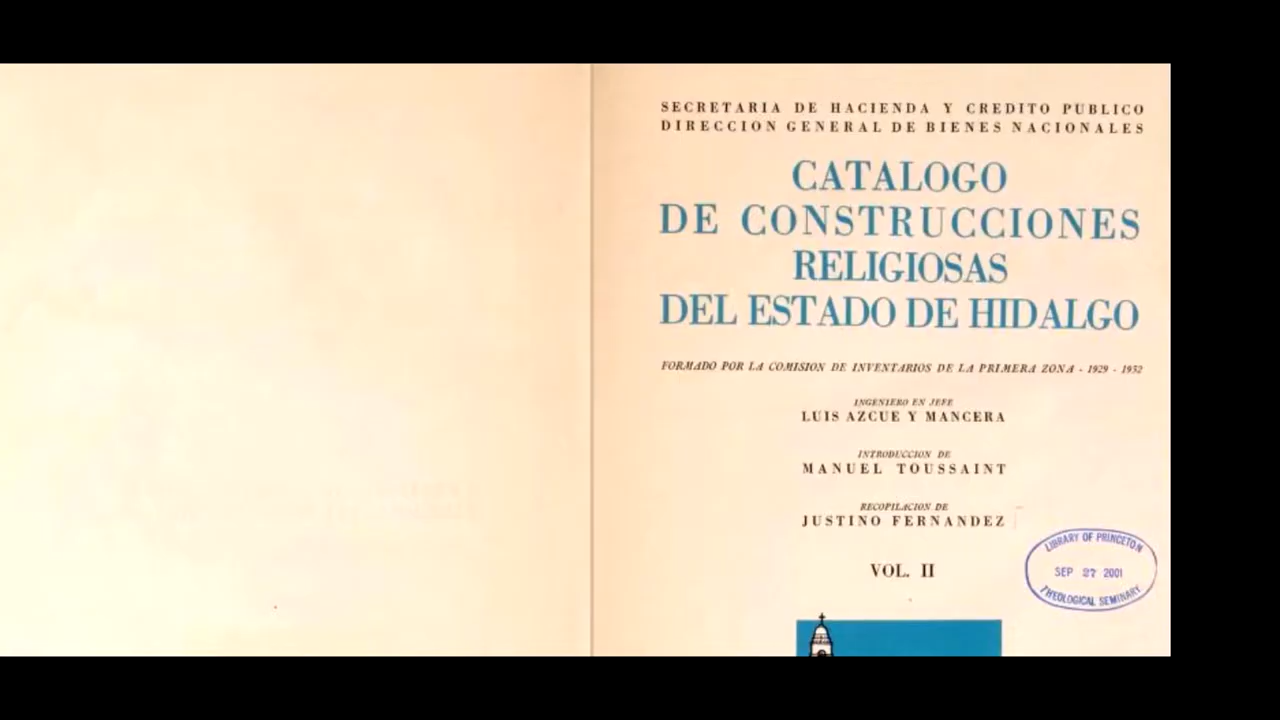 SECRETARIA DE HACIENDA Y CREDITO PUBLICO
DIRECCION GENERAL DE BIENES NACIONALES
CATALOGO
DE CONSTRUCCIONES
RELIGIOSAS
DEL ESTADO DE HIDALGO
FORMADO POR LA COMISION DE INVENTARIOS DE LA PRIMERA ZONA - 1929 - 1932
INGENIERO EN JEFE
LUIS AZCUE Y MANCERA
INTRODUCCION DE
MANUEL TOUSSAINT
RECOPILACION DE
JUSTINO FERNANDEZ
VOL. II
LIBRARY OF PRINCETON
SEP 27 2001
THEOLOGICAL SEMINARY